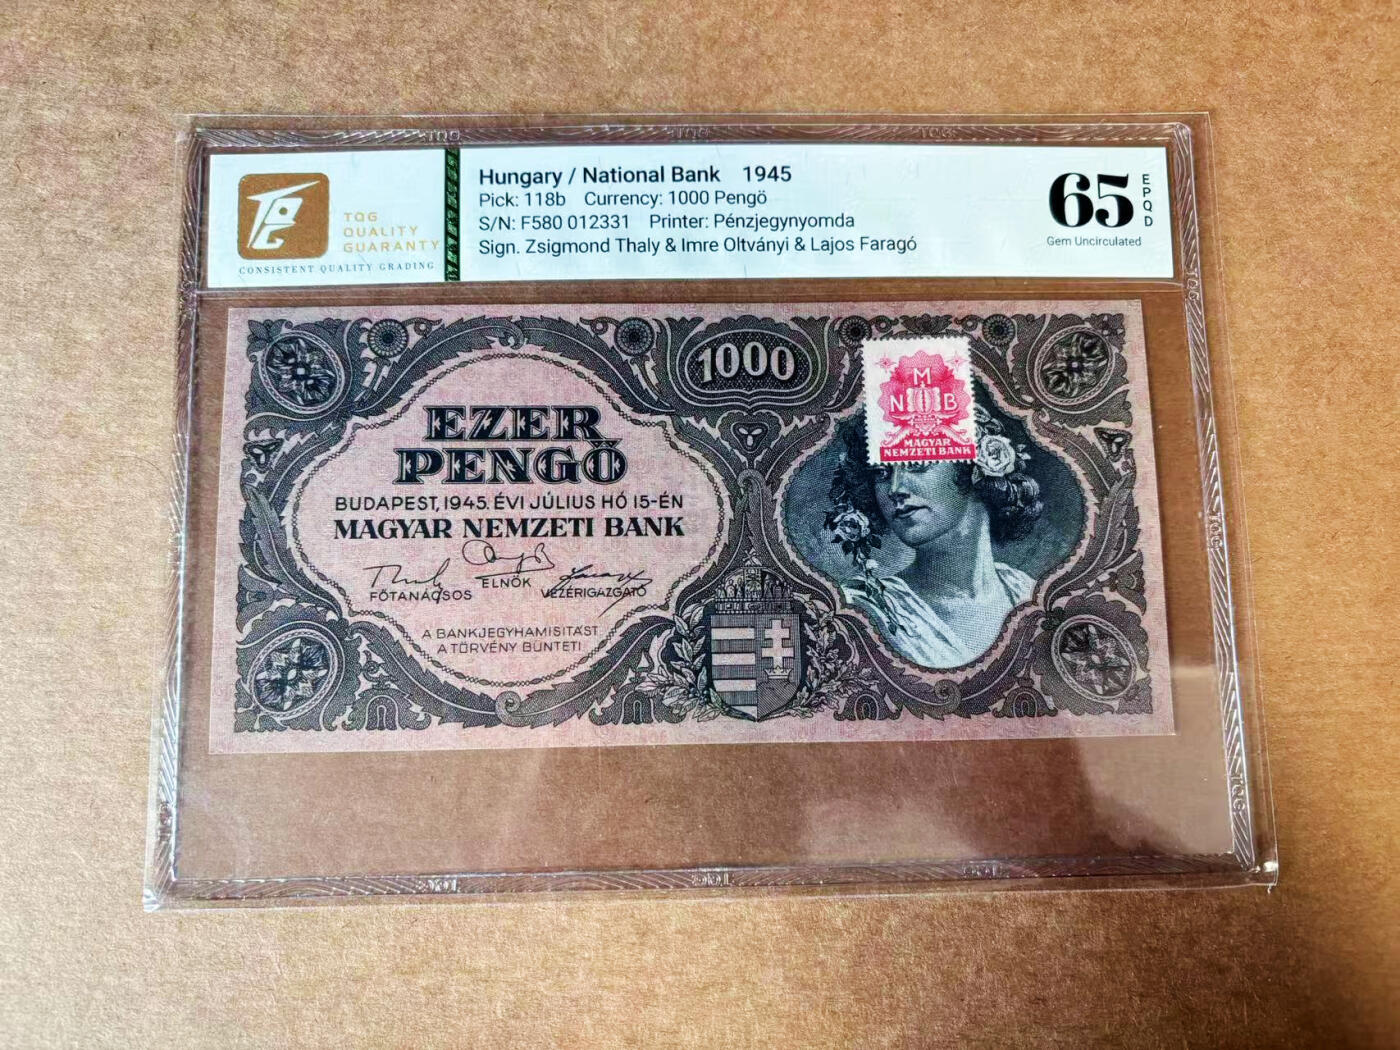 TQG
QUALITY
GUARANTY
CONSISTENT QUALITY GRADING
Hungary / National Bank 1945
Pick: 118b Currency: 1000 Pengö
S/N: F580 012331 Printer: Pénzjegynyomda
Sign. Zsigmond Thaly & Imre Oltványi & Lajos Faragó
65
EPQD
Gem Uncirculated
1000
EZER
PENGŐ
BUDAPEST, 1945. ÉVI JÚLIUS HÓ 15-ÉN
MAGYAR NEMZETI BANK
ELNÖK
FŐTANÁCSOS
VEZÉRIGAZGATÓ
A BANKJEGYHAMISÍTÁST
A TÖRVÉNY BÜNTETI
M
N B
MAGYAR
NEMZETI BANK